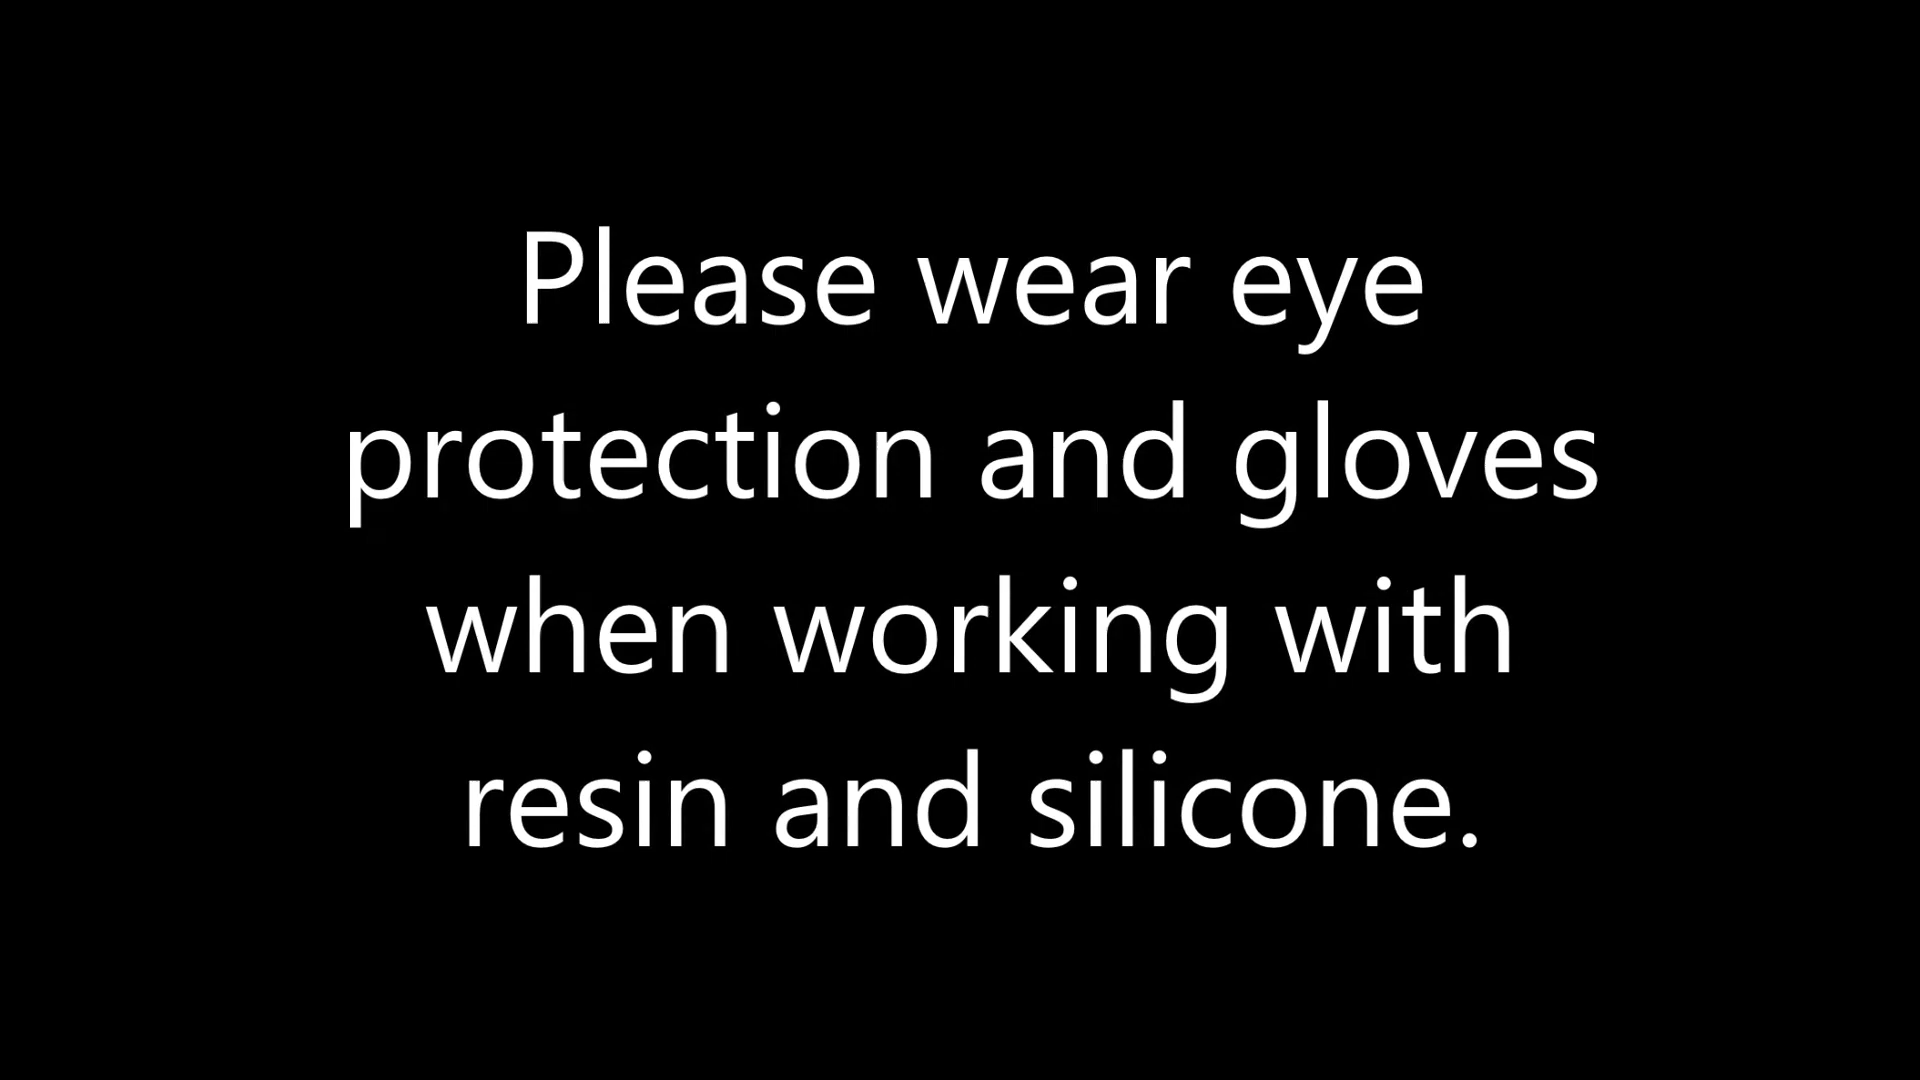 Please wear eye
protection and gloves
when working with
resin and silicone.